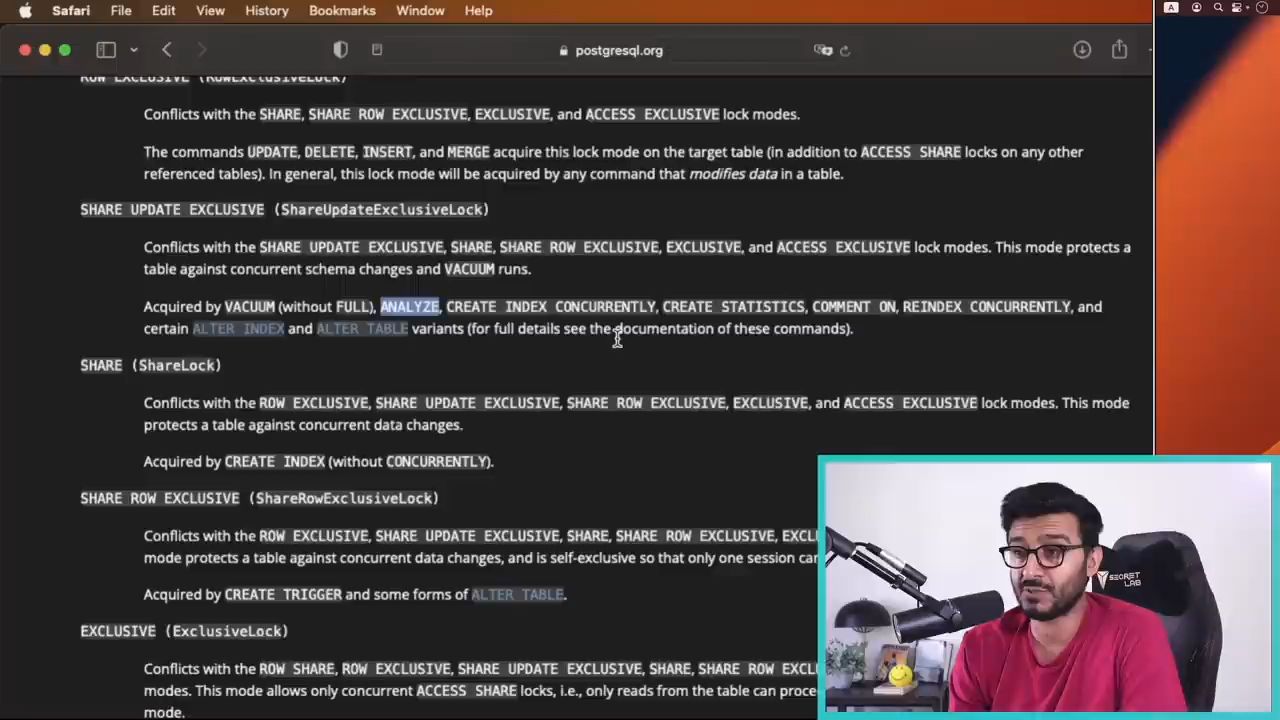 Safari File Edit View History Bookmarks Window Help
A
postgresql.org
ROW EXCLUSIVE (RowExclusiveLock)
Conflicts with the SHARE, SHARE ROW EXCLUSIVE, EXCLUSIVE, and ACCESS EXCLUSIVE lock modes.
The commands UPDATE, DELETE, INSERT, and MERGE acquire this lock mode on the target table (in addition to ACCESS SHARE locks on any other
referenced tables). In general, this lock mode will be acquired by any command that modifies data in a table.
SHARE UPDATE EXCLUSIVE (ShareUpdateExclusiveLock)
Conflicts with the SHARE UPDATE EXCLUSIVE, SHARE, SHARE ROW EXCLUSIVE, EXCLUSIVE, and ACCESS EXCLUSIVE lock modes. This mode protects a
table against concurrent schema changes and VACUUM runs.
Acquired by VACUUM (without FULL), ANALYZE, CREATE INDEX CONCURRENTLY, CREATE STATISTICS, COMMENT ON, REINDEX CONCURRENTLY, and
certain ALTER INDEX and ALTER TABLE variants (for full details see the documentation of these commands).
SHARE (ShareLock)
Conflicts with the ROW EXCLUSIVE, SHARE UPDATE EXCLUSIVE, SHARE ROW EXCLUSIVE, EXCLUSIVE, and ACCESS EXCLUSIVE lock modes. This mode
protects a table against concurrent data changes.
Acquired by CREATE INDEX (without CONCURRENTLY).
SHARE ROW EXCLUSIVE (ShareRowExclusiveLock)
Conflicts with the ROW EXCLUSIVE, SHARE UPDATE EXCLUSIVE, SHARE, SHARE ROW EXCLUSIVE, EXCL
mode protects a table against concurrent data changes, and is self-exclusive so that only one session can
Acquired by CREATE TRIGGER and some forms of ALTER TABLE.
EXCLUSIVE (ExclusiveLock)
Conflicts with the ROW SHARE, ROW EXCLUSIVE, SHARE UPDATE EXCLUSIVE, SHARE, SHARE ROW EXCLU
modes. This mode allows only concurrent ACCESS SHARE locks, i.e., only reads from the table can proce
mode.
SECRET
LAB